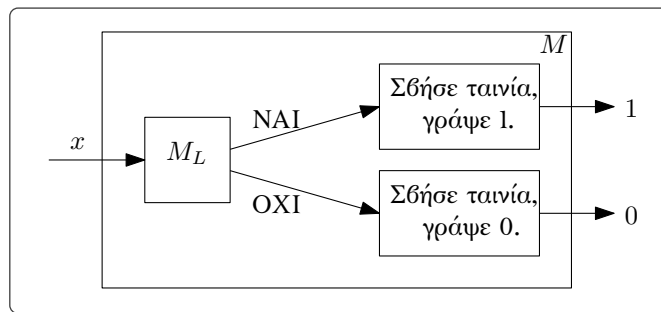 M
Σβήσε ταινία,
γράψε 1.
1
NAI
x
M_L
OXI
Σβήσε ταινία,
γράψε 0.
0